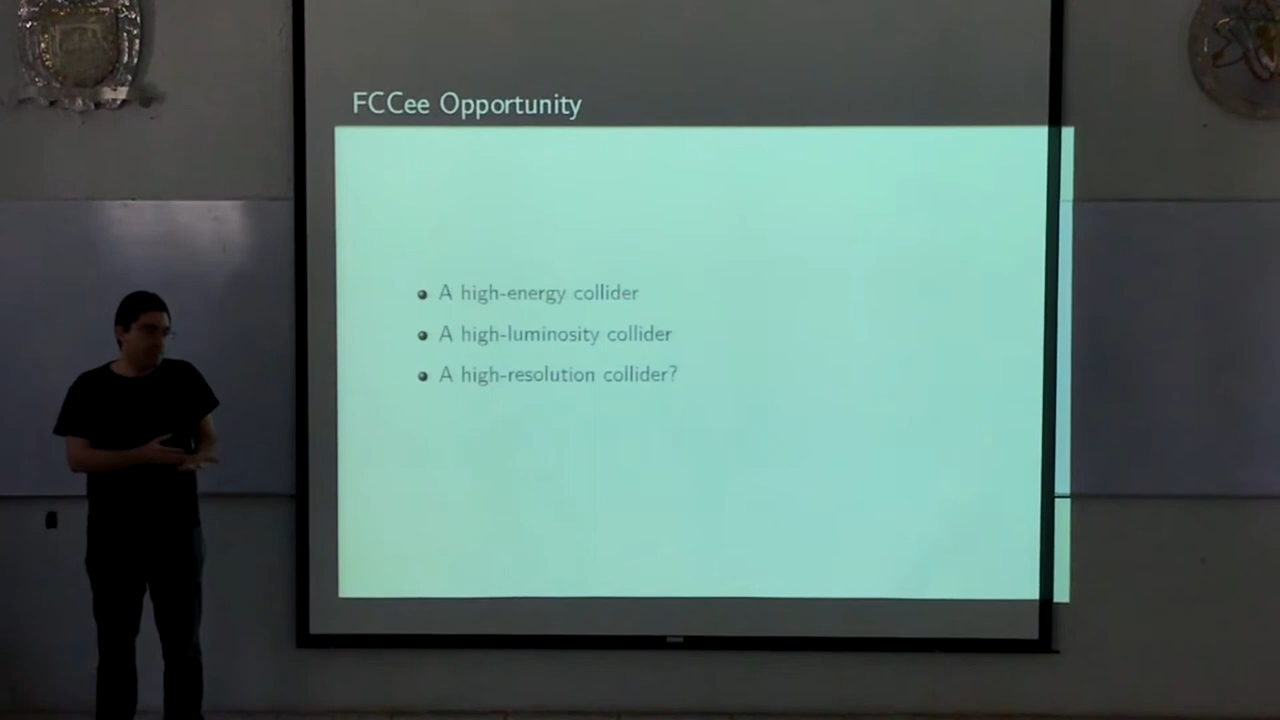 FCCee Opportunity
A high-energy collider
A high-luminosity collider
A high-resolution collider?